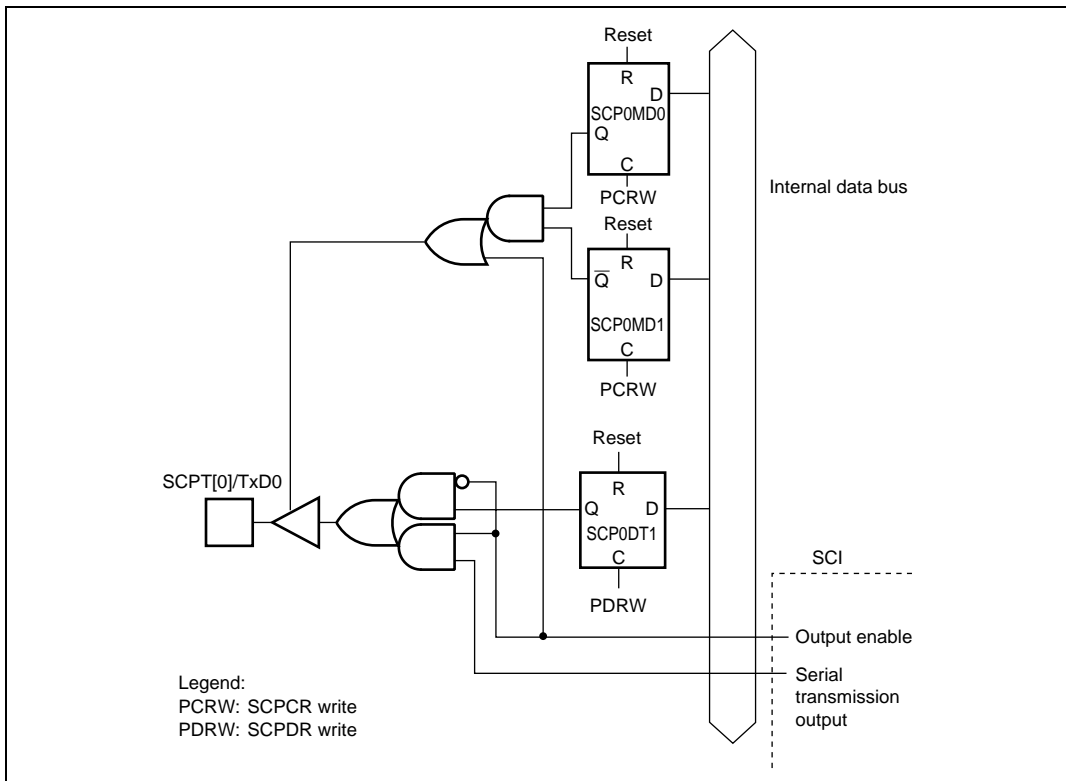 Reset
R
D
SCP0MD0
Q
C
PCRW
Internal data bus
Reset
R
Q
D
SCP0MD1
C
PCRW
Reset
SCPT[0]/TxD0
R
Q
D
SCP0DT1
C
SCI
PDRW
Output enable
Serial
transmission
output
Legend:
PCRW: SCPCR write
PDRW: SCPDR write